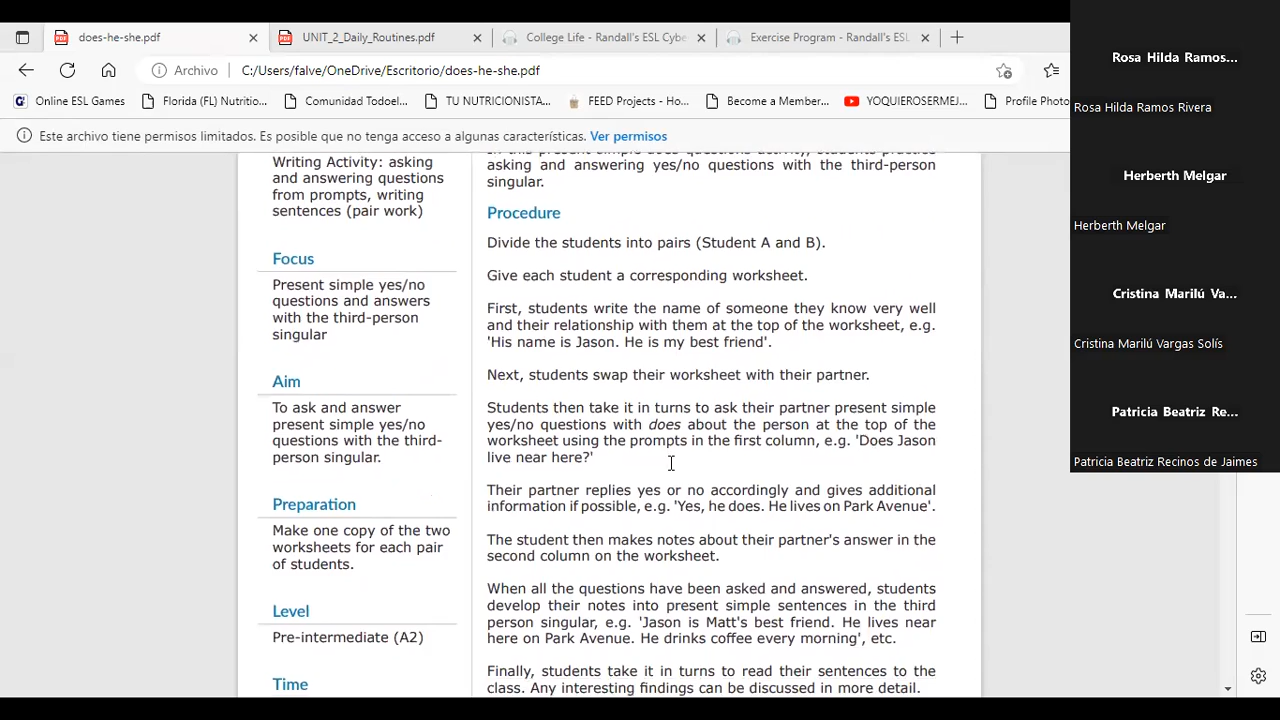 does-he-she.pdf
UNIT_2_Daily_Routines.pdf
College Life - Randall's ESL Cybe
Exercise Program - Randall's ESL
Archivo
C:/Users/falve/OneDrive/Escritorio/does-he-she.pdf
Online ESL Games
Florida (FL) Nutritio...
Comunidad Todoel...
TU NUTRICIONISTA...
FEED Projects - Ho...
Become a Member...
YOQUIEROSERMEJ...
Profile Photo
Este archivo tiene permisos limitados. Es posible que no tenga acceso a algunas características. Ver permisos
Writing Activity: asking
and answering questions
from prompts, writing
sentences (pair work)
Focus
Present simple yes/no
questions and answers
with the third-person
singular
Aim
To ask and answer
present simple yes/no
questions with the third-
person singular.
Preparation
Make one copy of the two
worksheets for each pair
of students.
Level
Pre-intermediate (A2)
Time
asking and answering yes/no questions with the third-person
singular.
Procedure
Divide the students into pairs (Student A and B).
Give each student a corresponding worksheet.
First, students write the name of someone they know very well
and their relationship with them at the top of the worksheet, e.g.
'His name is Jason. He is my best friend'.
Next, students swap their worksheet with their partner.
Students then take it in turns to ask their partner present simple
yes/no questions with does about the person at the top of the
worksheet using the prompts in the first column, e.g. 'Does Jason
live near here?'
Their partner replies yes or no accordingly and gives additional
information if possible, e.g. 'Yes, he does. He lives on Park Avenue'.
The student then makes notes about their partner's answer in the
second column on the worksheet.
When all the questions have been asked and answered, students
develop their notes into present simple sentences in the third
person singular, e.g. 'Jason is Matt's best friend. He lives near
here on Park Avenue. He drinks coffee every morning', etc.
Finally, students take it in turns to read their sentences to the
class. Any interesting findings can be discussed in more detail.
Rosa Hilda Ramos...
Rosa Hilda Ramos Rivera
Herberth Melgar
Herberth Melgar
Cristina Marilú Va...
Cristina Marilú Vargas Solís
Patricia Beatriz Re...
Patricia Beatriz Recinos de Jaimes